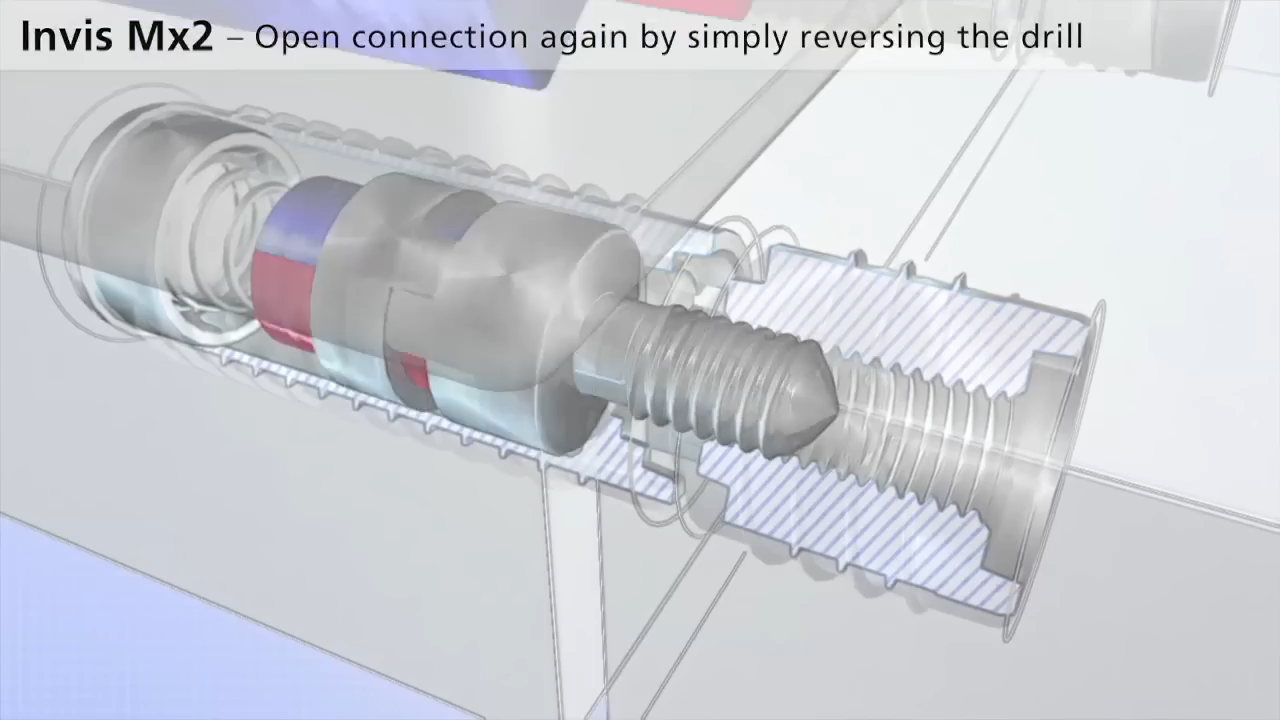 Invis Mx2 – Open connection again by simply reversing the drill